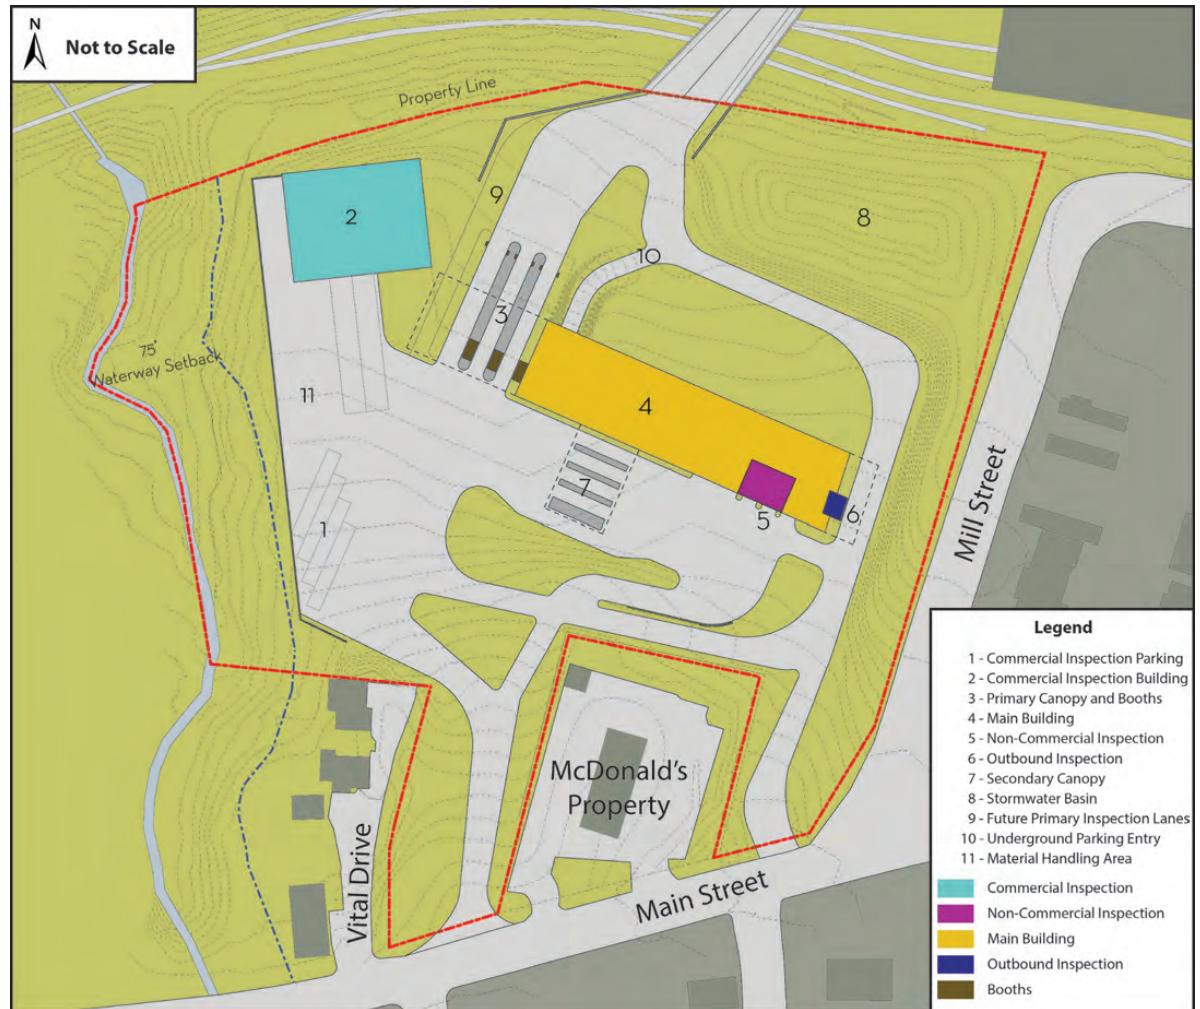 N
Not to Scale
Property Line
9
2
8
10
3
75'
Waterway Setback
11
4
7
5
6
1
Mill Street
McDonald's
Property
Vital Drive
Main Street
Legend
1 - Commercial Inspection Parking
2 - Commercial Inspection Building
3 - Primary Canopy and Booths
4 - Main Building
5 - Non-Commercial Inspection
6 - Outbound Inspection
7 - Secondary Canopy
8 - Stormwater Basin
9 - Future Primary Inspection Lanes
10 - Underground Parking Entry
11 - Material Handling Area
Commercial Inspection
Non-Commercial Inspection
Main Building
Outbound Inspection
Booths